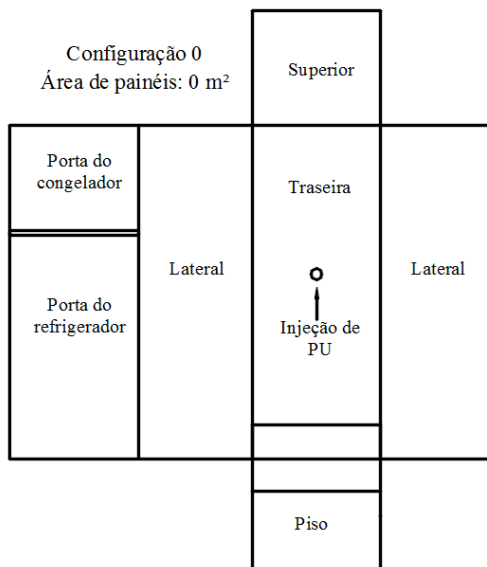 Configuração 0
Área de painéis: 0 m²
Superior
Porta do
congelador
Traseira
Lateral
Lateral
Porta do
refrigerador
Injeção de
PU
Piso